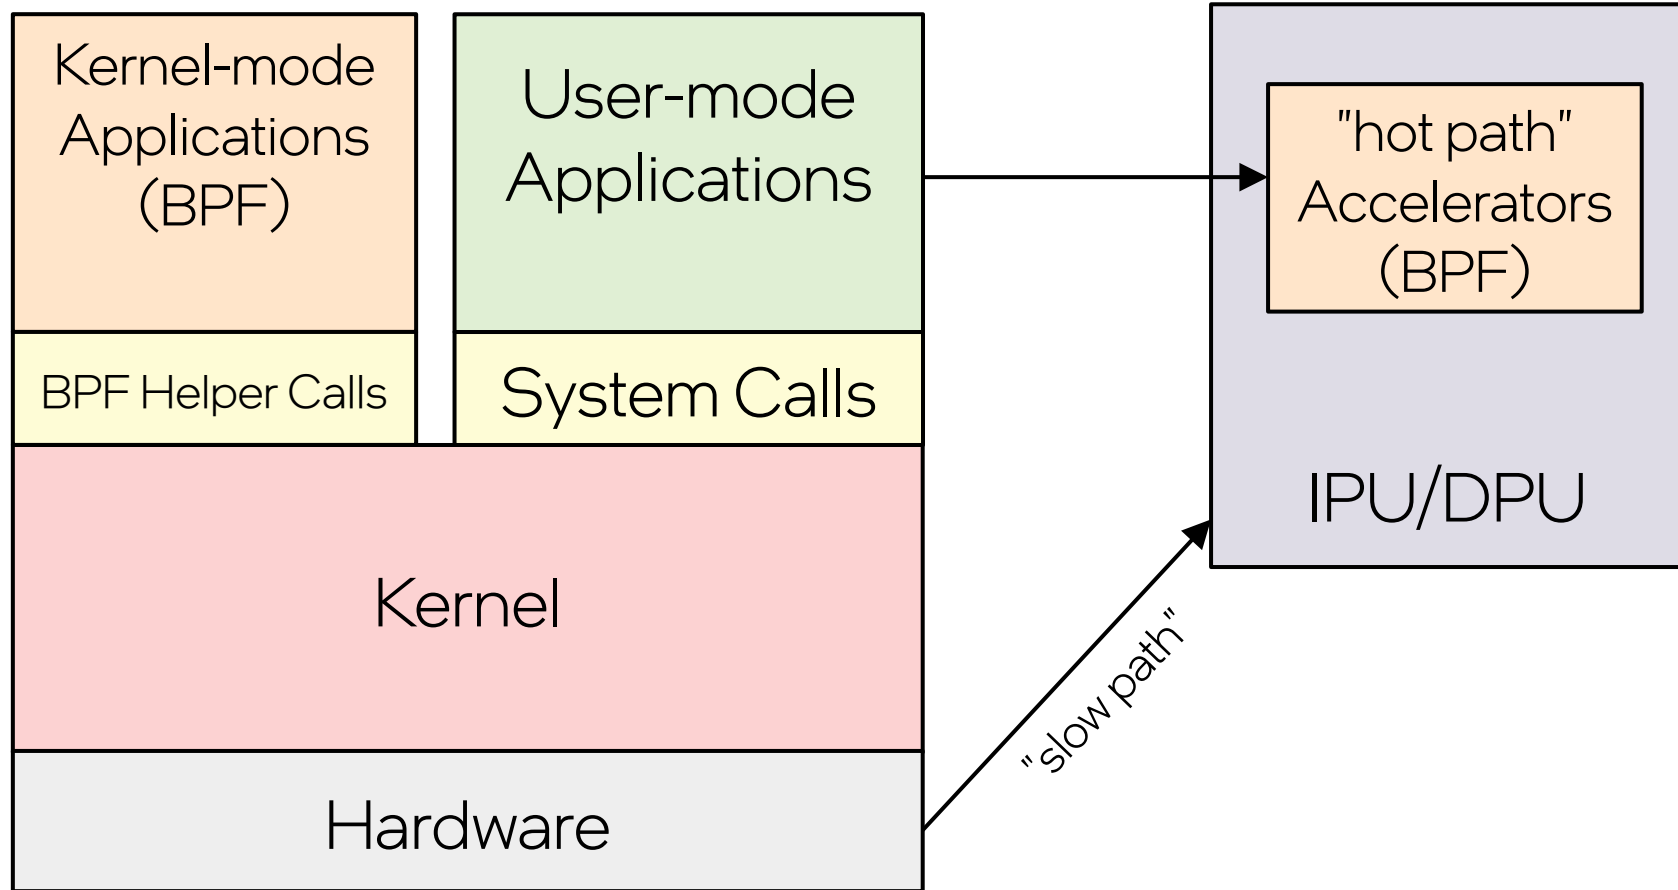 Kernel-mode
Applications
(BPF)
User-mode
Applications
"hot path"
Accelerators
(BPF)
BPF Helper Calls
System Calls
IPU/DPU
Kernel
"slow path"
Hardware